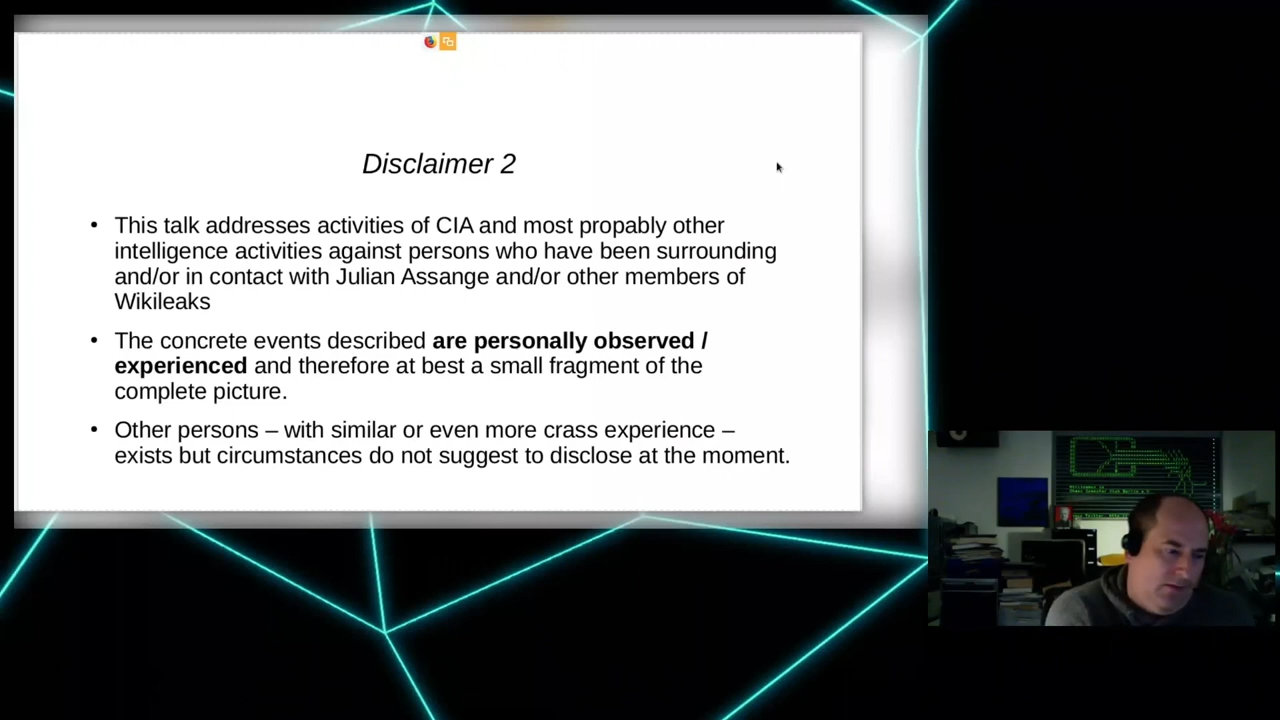 Disclaimer 2
• This talk addresses activities of CIA and most propably other
intelligence activities against persons who have been surrounding
and/or in contact with Julian Assange and/or other members of
Wikileaks
• The concrete events described are personally observed /
experienced and therefore at best a small fragment of the
complete picture.
• Other persons – with similar or even more crass experience –
exists but circumstances do not suggest to disclose at the moment.